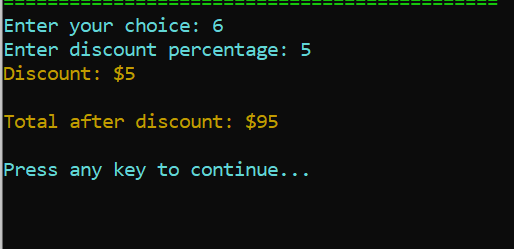 =============================================
Enter your choice: 6
Enter discount percentage: 5
Discount: $5
Total after discount: $95
Press any key to continue...